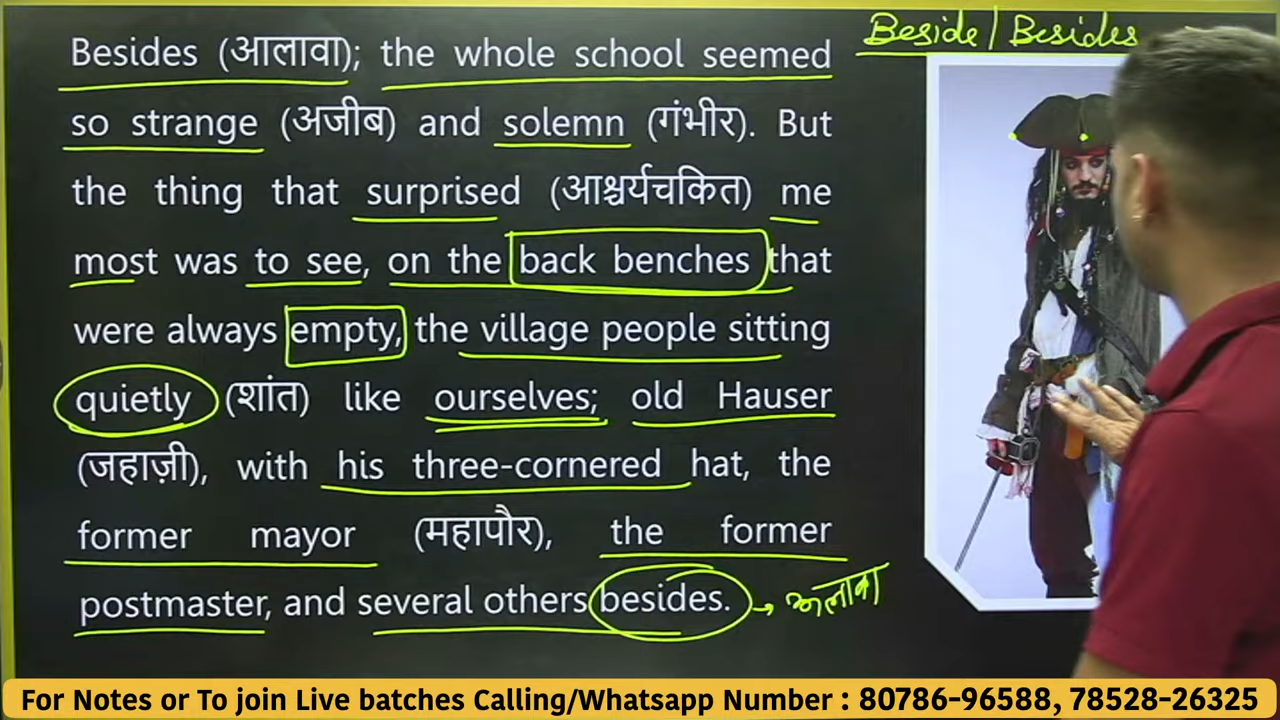 Beside/Besides
Besides (आलावा); the whole school seemed
so strange (अजीब) and solemn (गंभीर). But
the thing that surprised (आश्चर्यचकित) me
most was to see, on the back benches that
were always empty, the village people sitting
quietly (शांत) like ourselves; old Hauser
(जहाज़ी), with his three-cornered hat, the
former mayor (महापौर), the former
postmaster, and several others besides. → अलावा
For Notes or To join Live batches Calling/Whatsapp Number : 80786-96588, 78528-26325